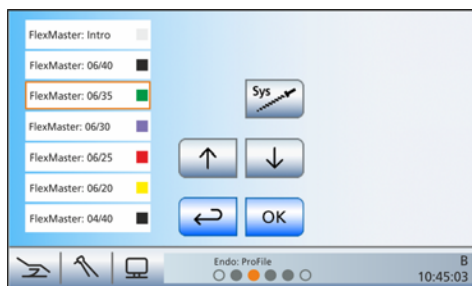 FlexMaster: Intro
FlexMaster: 06/40
FlexMaster: 06/35
FlexMaster: 06/30
FlexMaster: 06/25
FlexMaster: 06/20
FlexMaster: 04/40
Sys
OK
Endo: ProFile
B
10:45:03